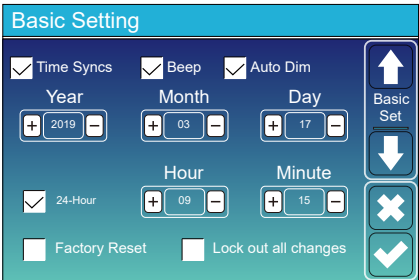 Basic Setting
Time Syncs Beep Auto Dim
Year Month Day
+ 2019 − + 03 − + 17 −
Basic
Set
Hour Minute
24-Hour + 09 − + 15 −
Factory Reset Lock out all changes